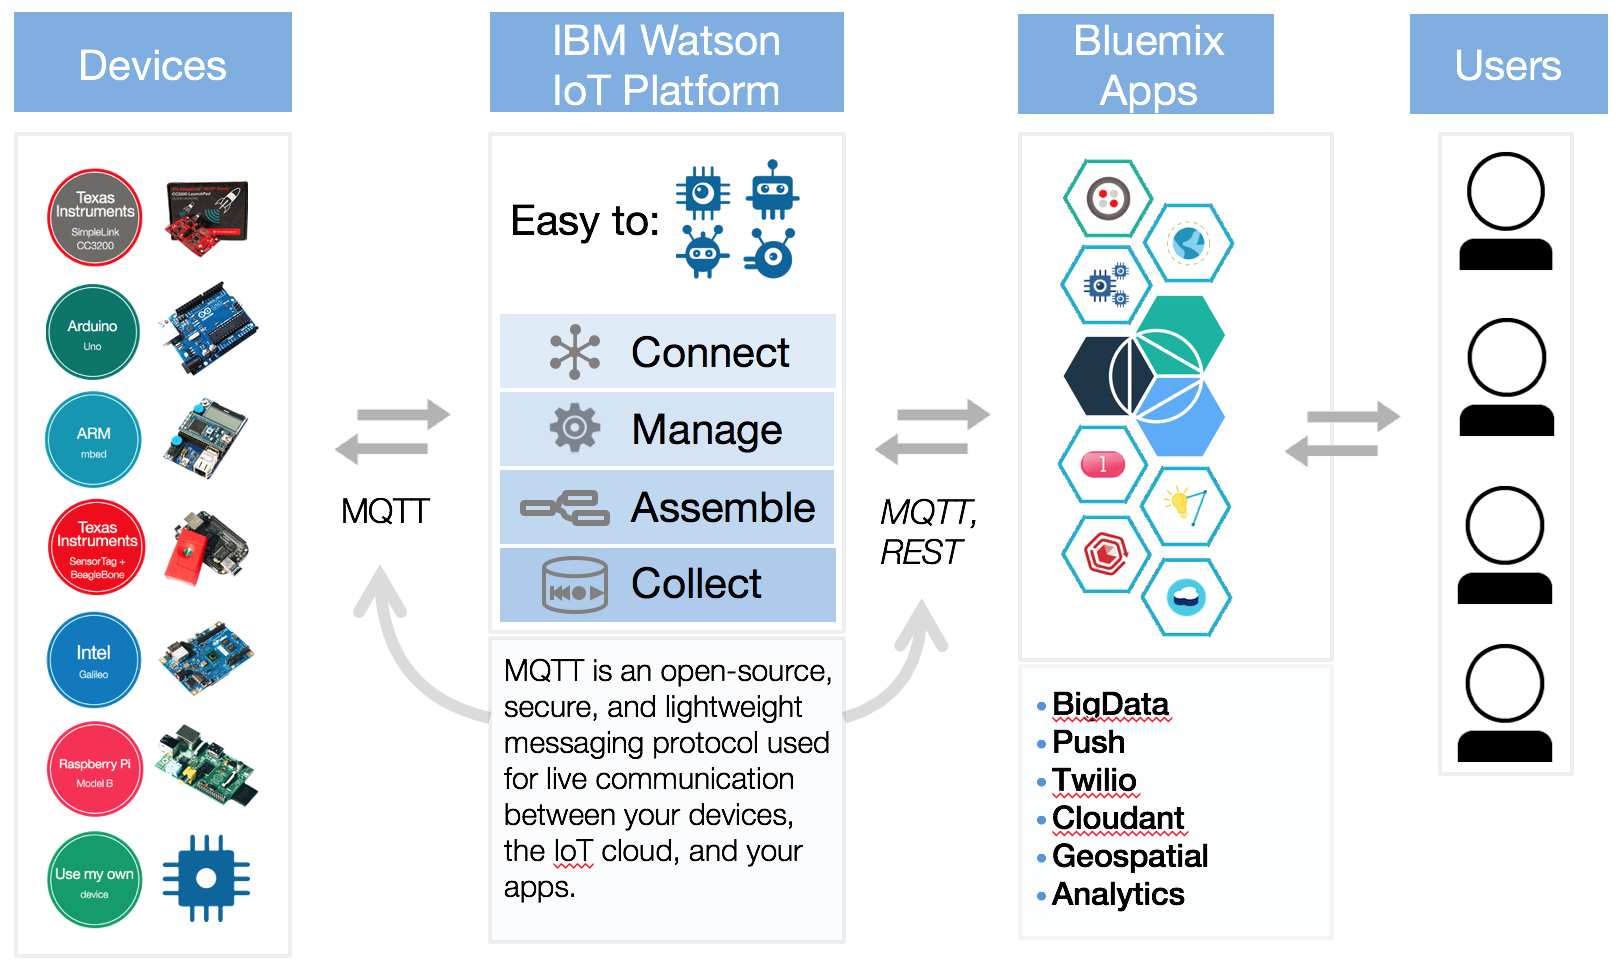 Devices
IBM Watson
IoT Platform
Bluemix
Apps
Users
Texas
Instruments
SimpleLink
CC3200
CC3200 LaunchPad
Arduino
Uno
ARM
mbed
Texas
Instruments
SensorTag +
BeagleBone
Intel
Galileo
Raspberry Pi
Model B
Use my own
device
MQTT
Easy to:
Connect
Manage
Assemble
Collect
MQTT is an open-source,
secure, and lightweight
messaging protocol used
for live communication
between your devices,
the IoT cloud, and your
apps.
MQTT,
REST
1
• BigData
• Push
• Twilio
• Cloudant
• Geospatial
• Analytics